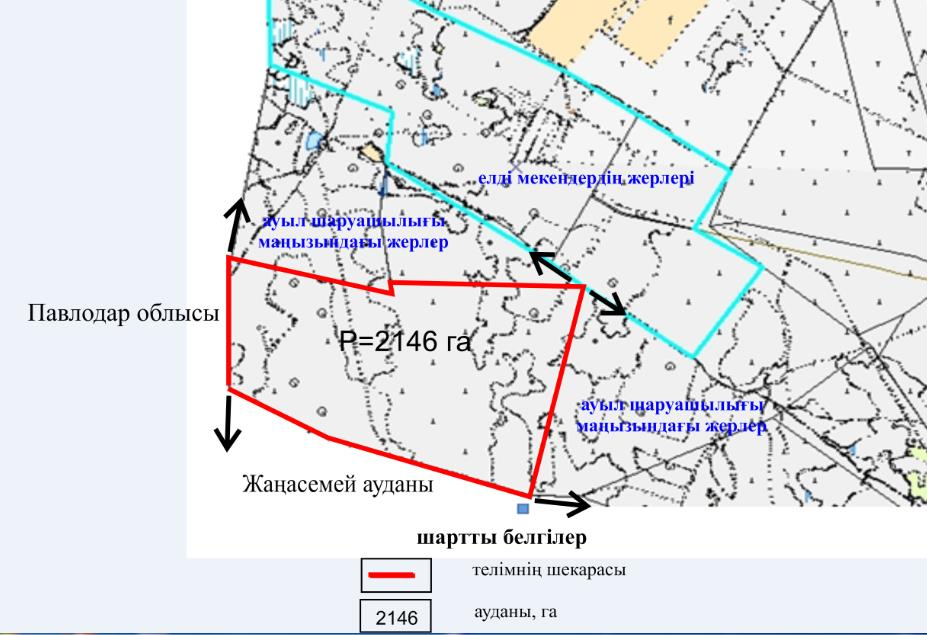 елді мекендердің жерлері
ауыл шаруашылығы
маңызындағы жерлер
Павлодар облысы
P=2146 га
ауыл шаруашылығы
маңызындағы жерлер
Жаңасемей ауданы
шартты белгілер
телімнің шекарасы
2146
ауданы, га